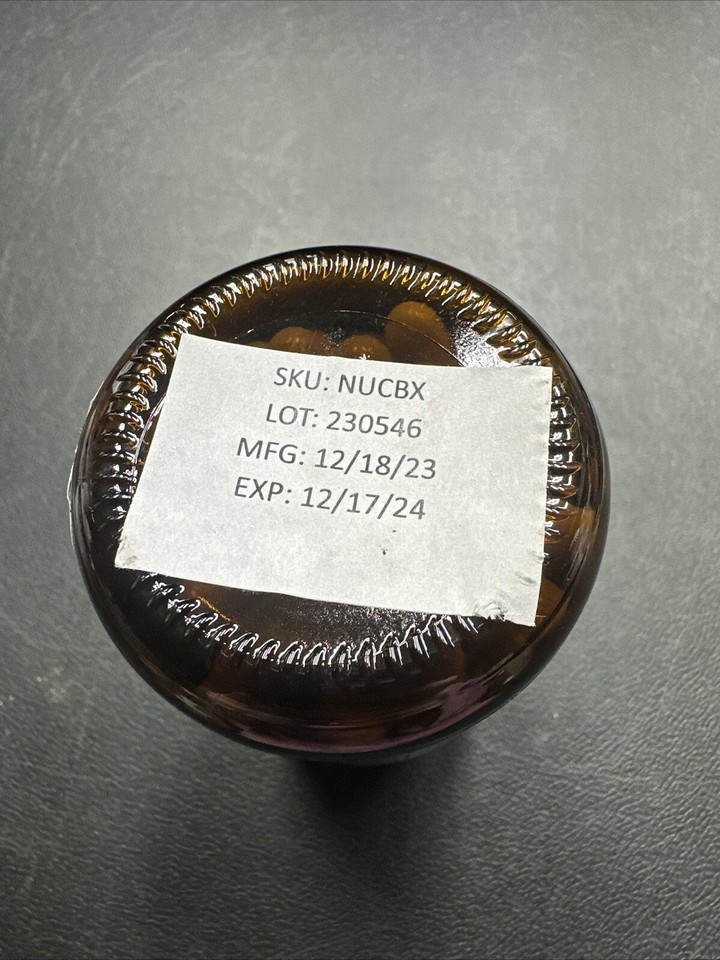 SKU: NUCBX
LOT: 230546
MFG: 12/18/23
EXP: 12/17/24